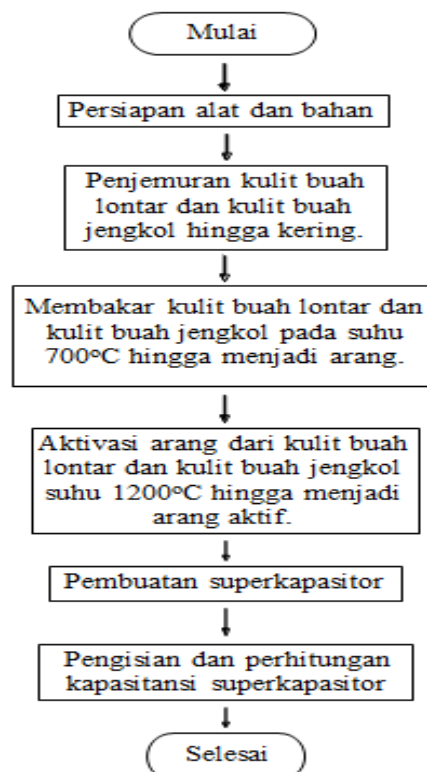 Mulai
Persiapan alat dan bahan
Penjemuran kulit buah
lontar dan kulit buah
jengkol hingga kering.
Membakar kulit buah lontar dan
kulit buah jengkol pada suhu
700°C hingga menjadi arang.
Aktivasi arang dari kulit buah
lontar dan kulit buah jengkol
suhu 1200°C hingga menjadi
arang aktif.
Pembuatan superkapasitor
Pengisian dan perhitungan
kapasitansi superkapasitor
Selesai